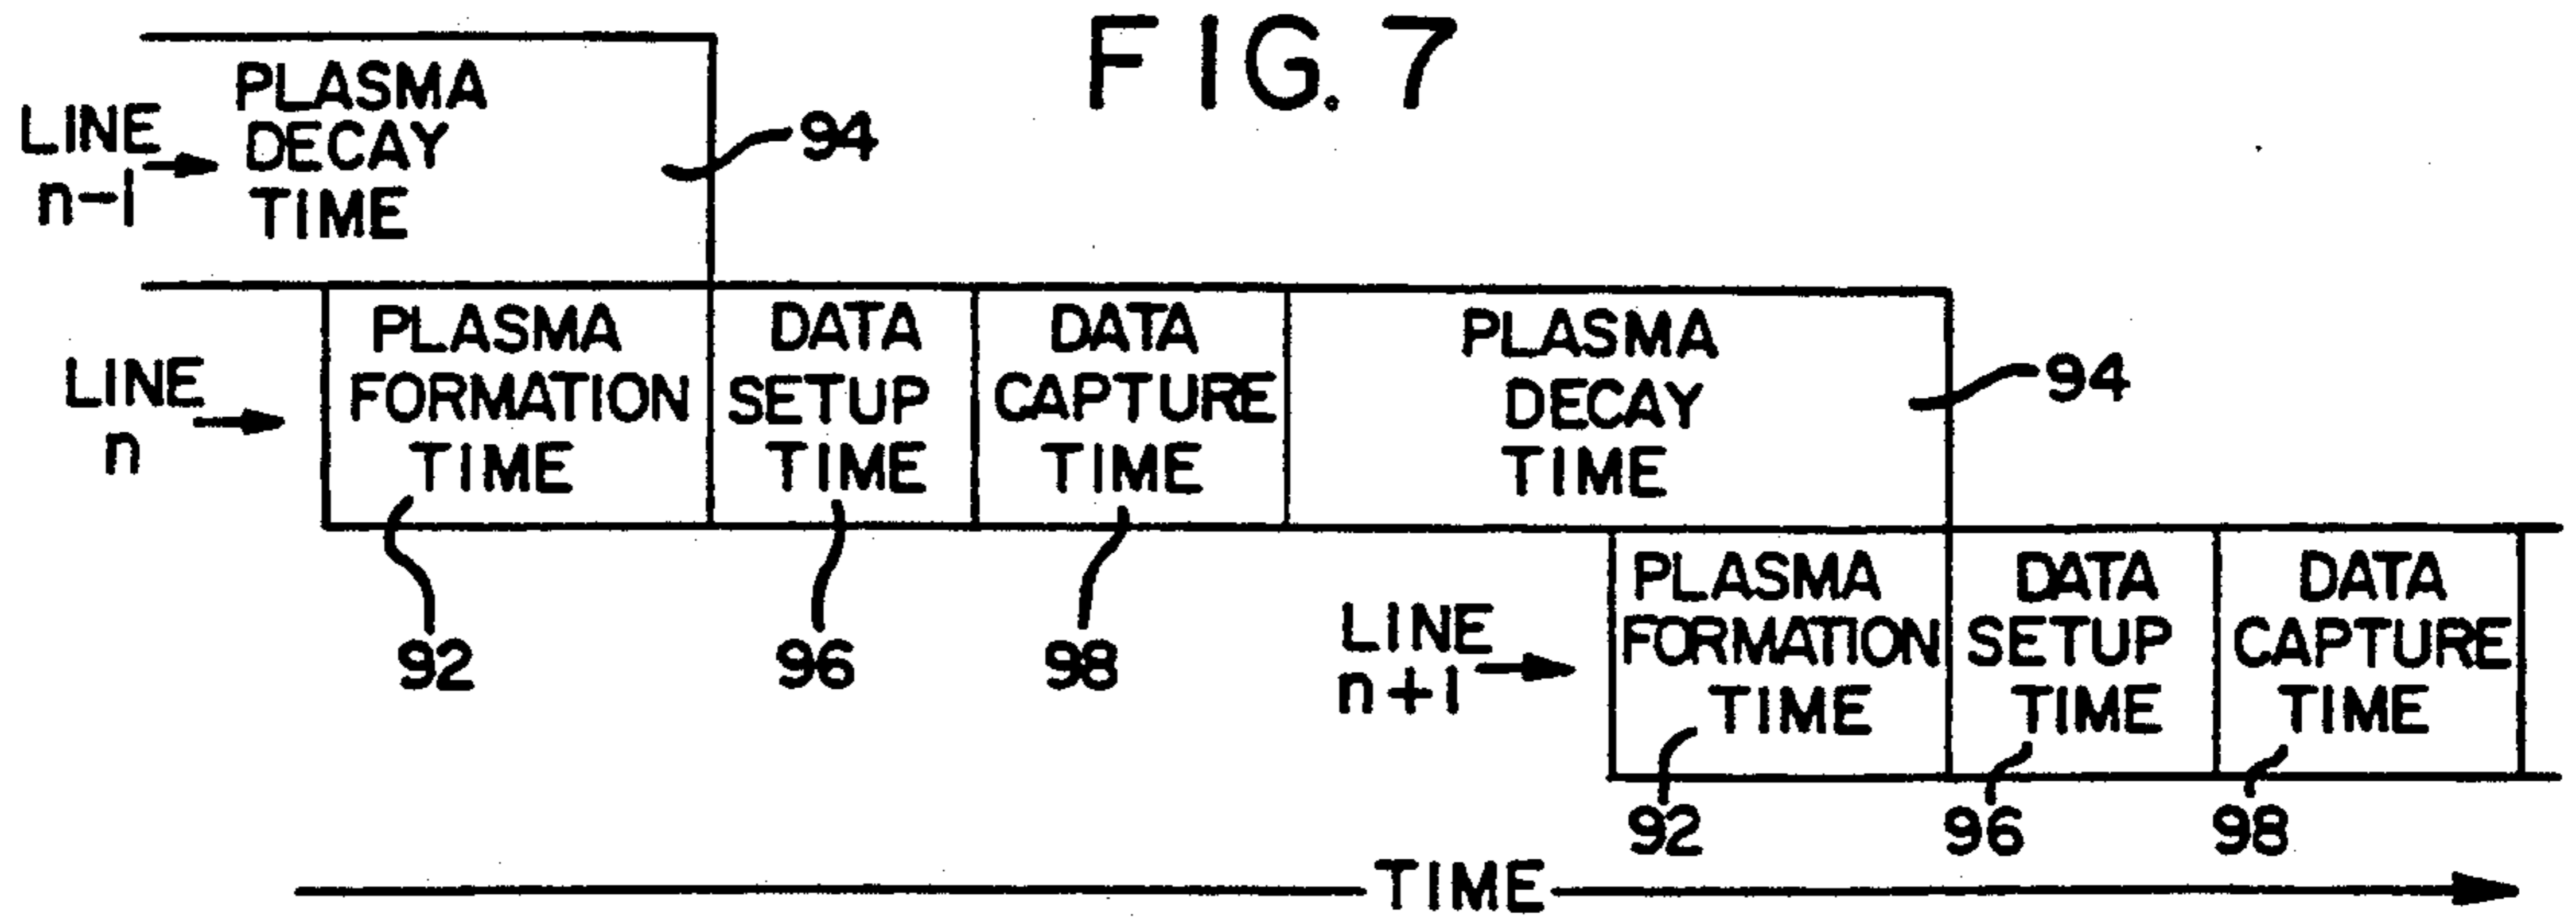 FIG. 7
LINE
n-1
PLASMA
DECAY
TIME
94
LINE
n
PLASMA
FORMATION
TIME
DATA
SETUP
TIME
DATA
CAPTURE
TIME
PLASMA
DECAY
TIME
94
92
96
98
LINE
n+1
PLASMA
FORMATION
TIME
DATA
SETUP
TIME
DATA
CAPTURE
TIME
92
96
98
TIME